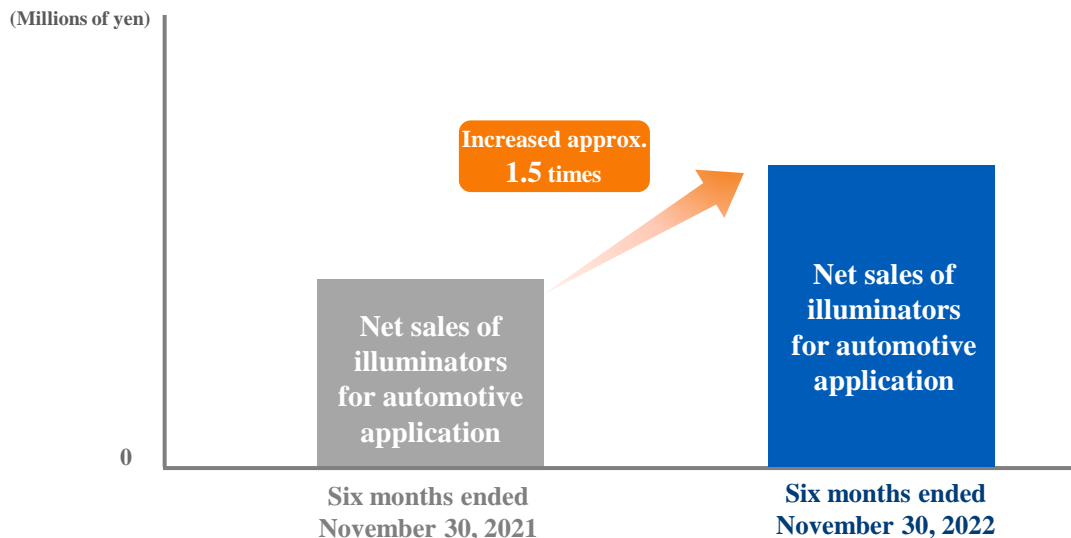 (Millions of yen)
Increased approx.
1.5 times
Net sales of
illuminators
for automotive
application
Net sales of
illuminators
for automotive
application
0
Six months ended
November 30, 2021
Six months ended
November 30, 2022